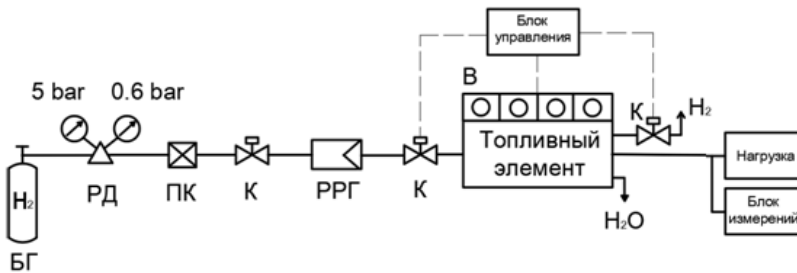 Блок
управления
5 bar
0.6 bar
В
К
H₂
Топливный
элемент
Нагрузка
H₂
РД
ПК
К
РРГ
К
Блок
измерений
H₂O
БГ